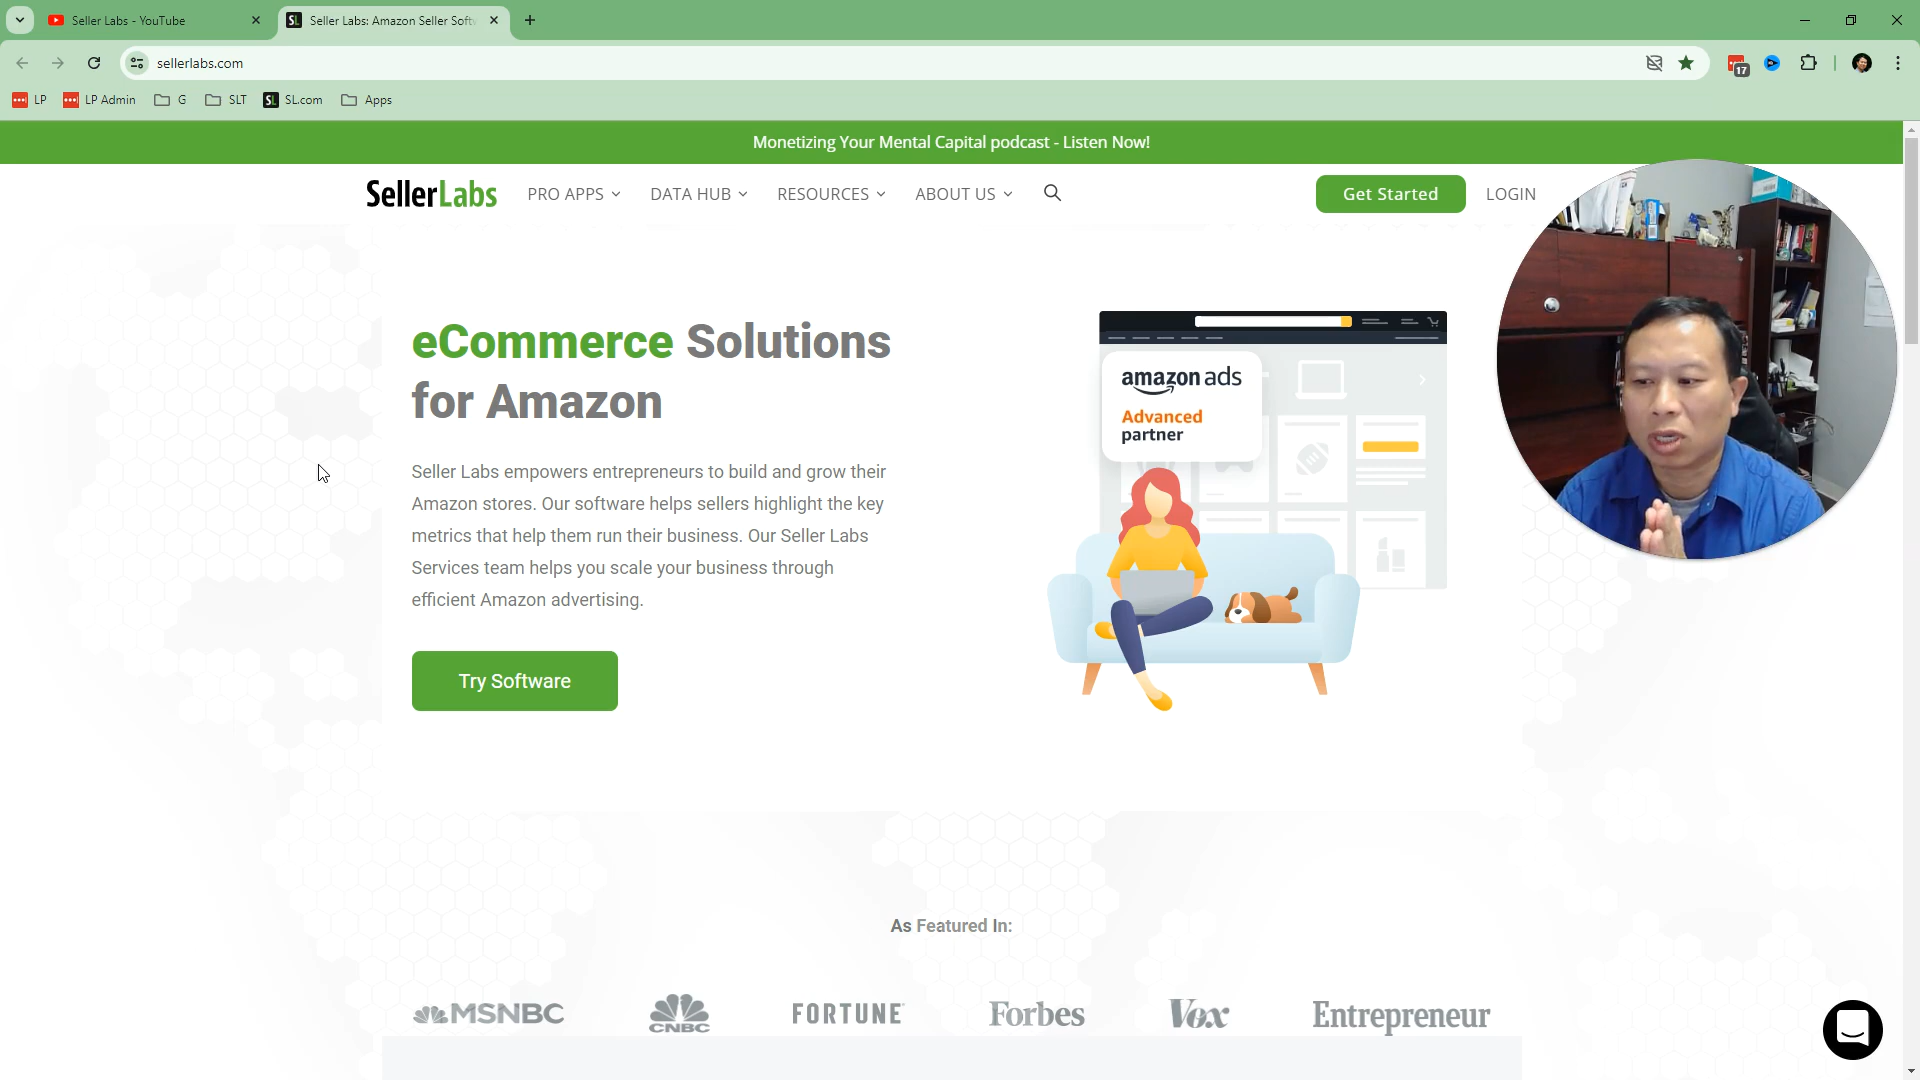 Seller Labs - YouTube
Seller Labs: Amazon Seller Softw
sellerlabs.com
17
LP
LP Admin
G
SLT
SL
SL.com
Apps
Monetizing Your Mental Capital podcast - Listen Now!
SellerLabs
PRO APPS
DATA HUB
RESOURCES
ABOUT US
Get Started
LOGIN
eCommerce Solutions
for Amazon
amazon ads
Advanced
partner
Seller Labs empowers entrepreneurs to build and grow their
Amazon stores. Our software helps sellers highlight the key
metrics that help them run their business. Our Seller Labs
Services team helps you scale your business through
efficient Amazon advertising.
Try Software
As Featured In:
MSNBC
CNBC
FORTUNE
Forbes
Vox
Entrepreneur